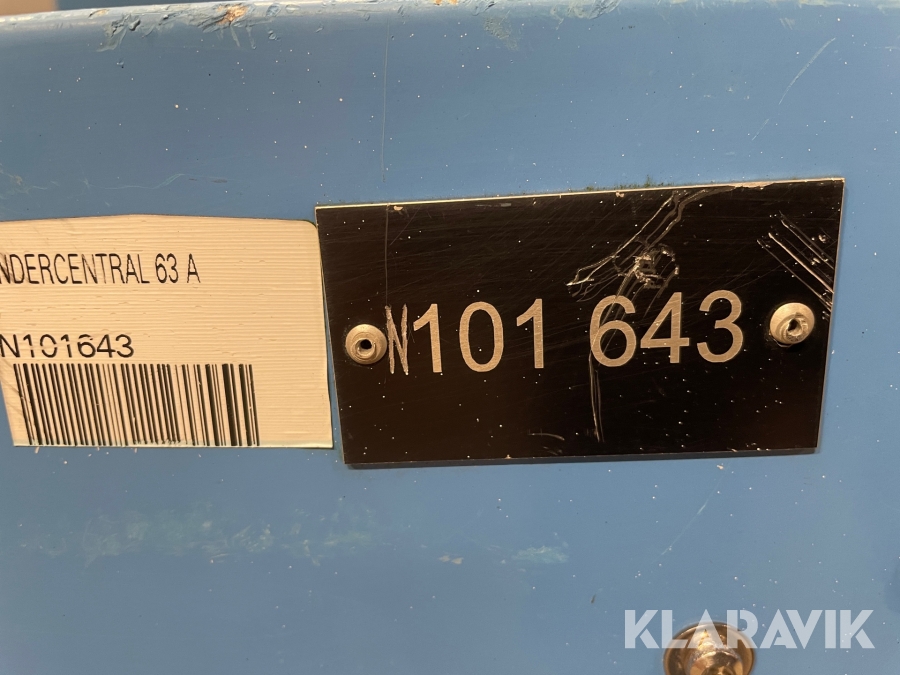 NDERCENTRAL 63 A
N101643
N101 643
KLARAVIK